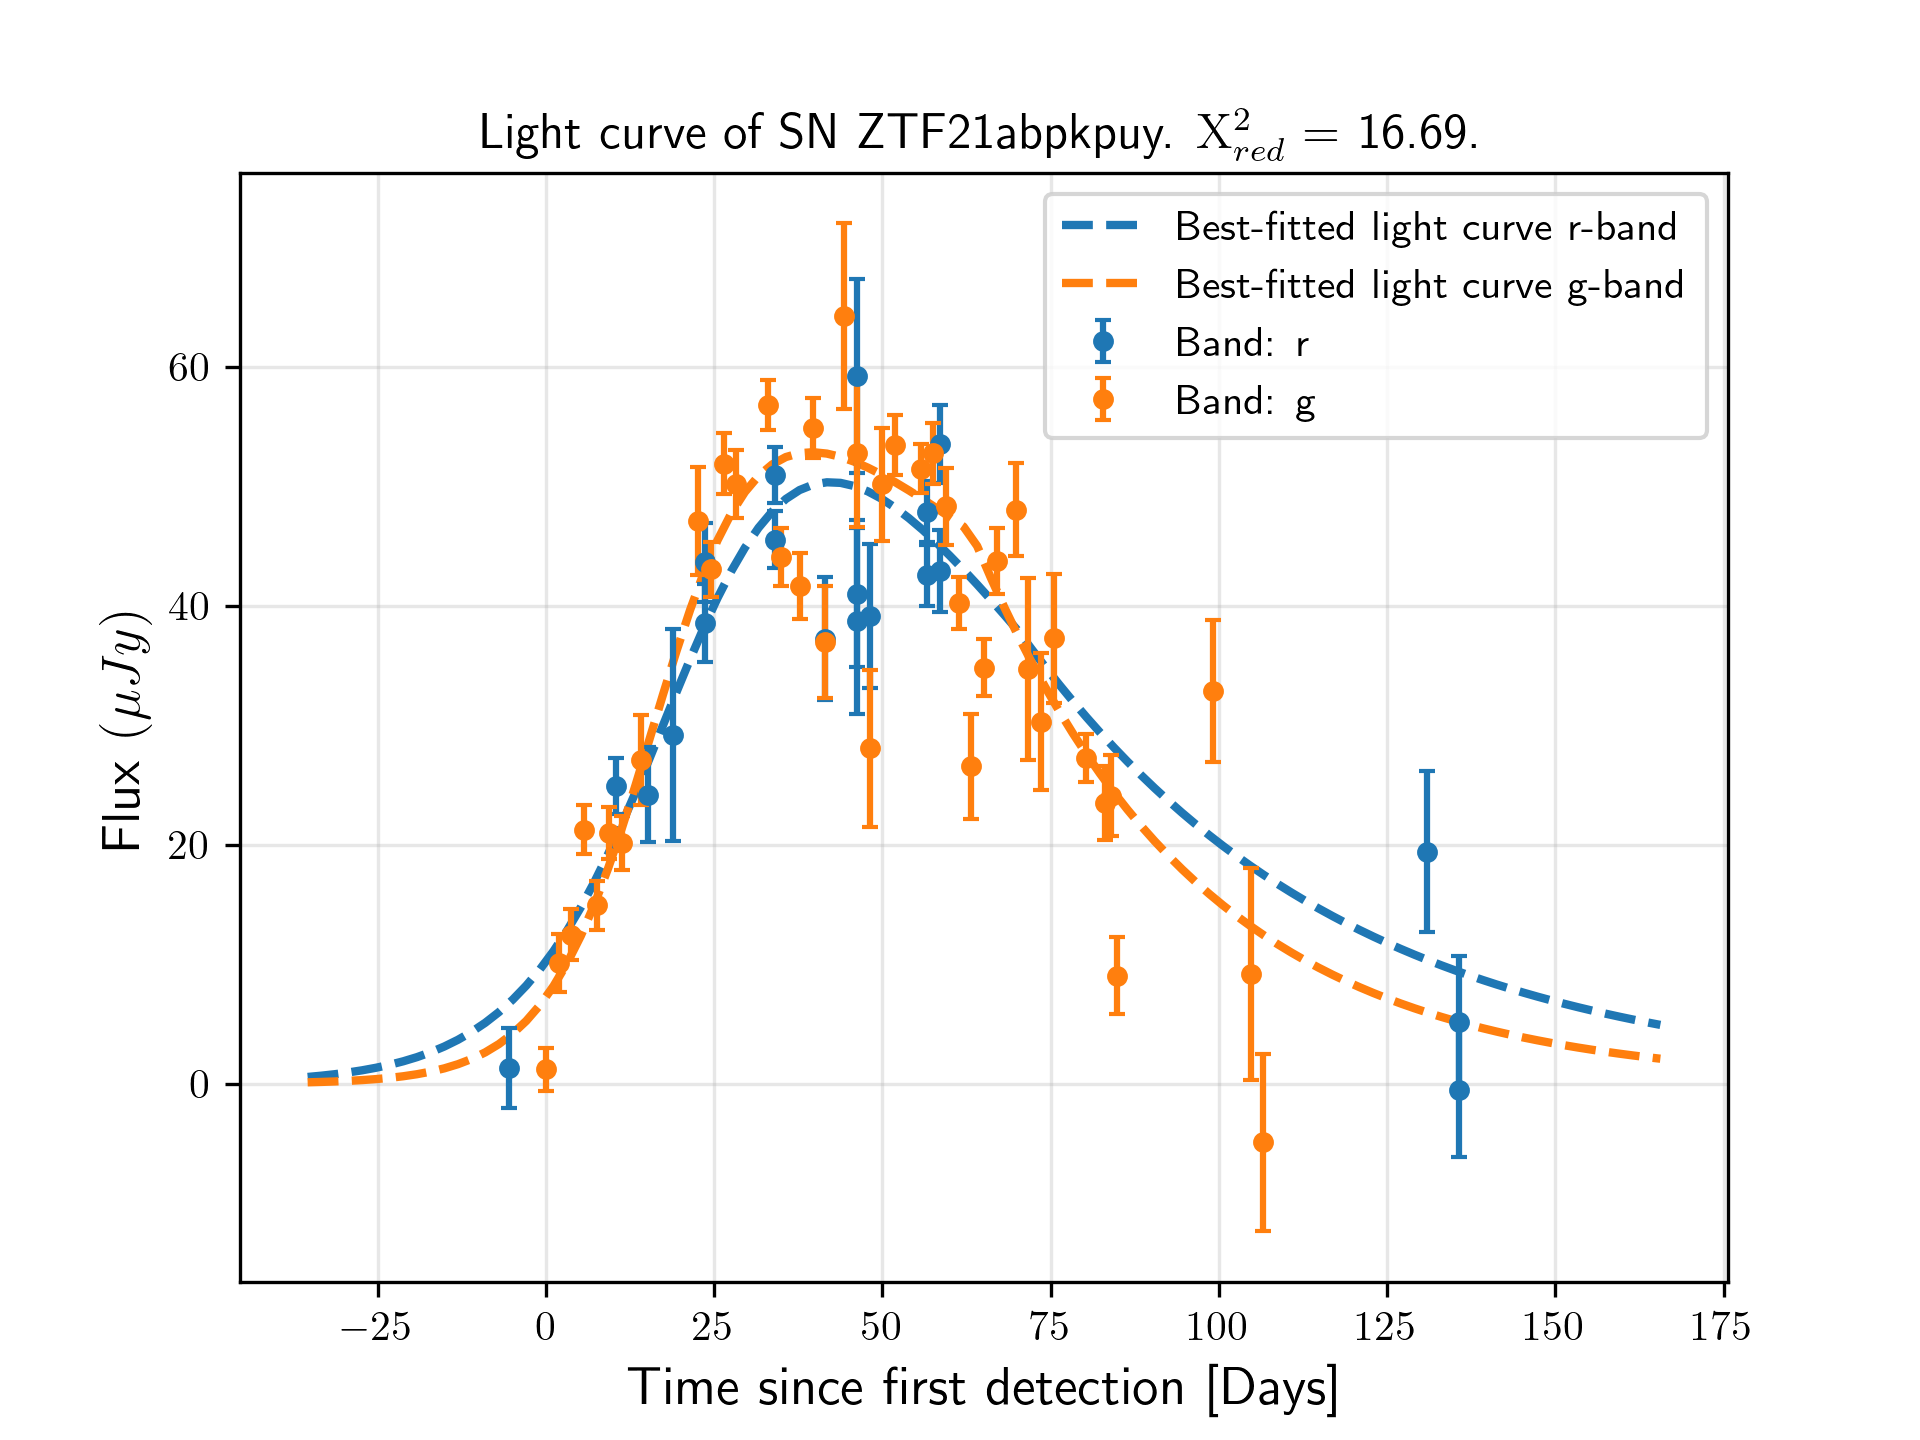 Light curve of SN ZTF21abpkpuy. X²_red = 16.69.
Best-fitted light curve r-band
Best-fitted light curve g-band
Band: r
Band: g
60
40
20
0
Flux (μJy)
−25 0 25 50 75 100 125 150 175
Time since first detection [Days]